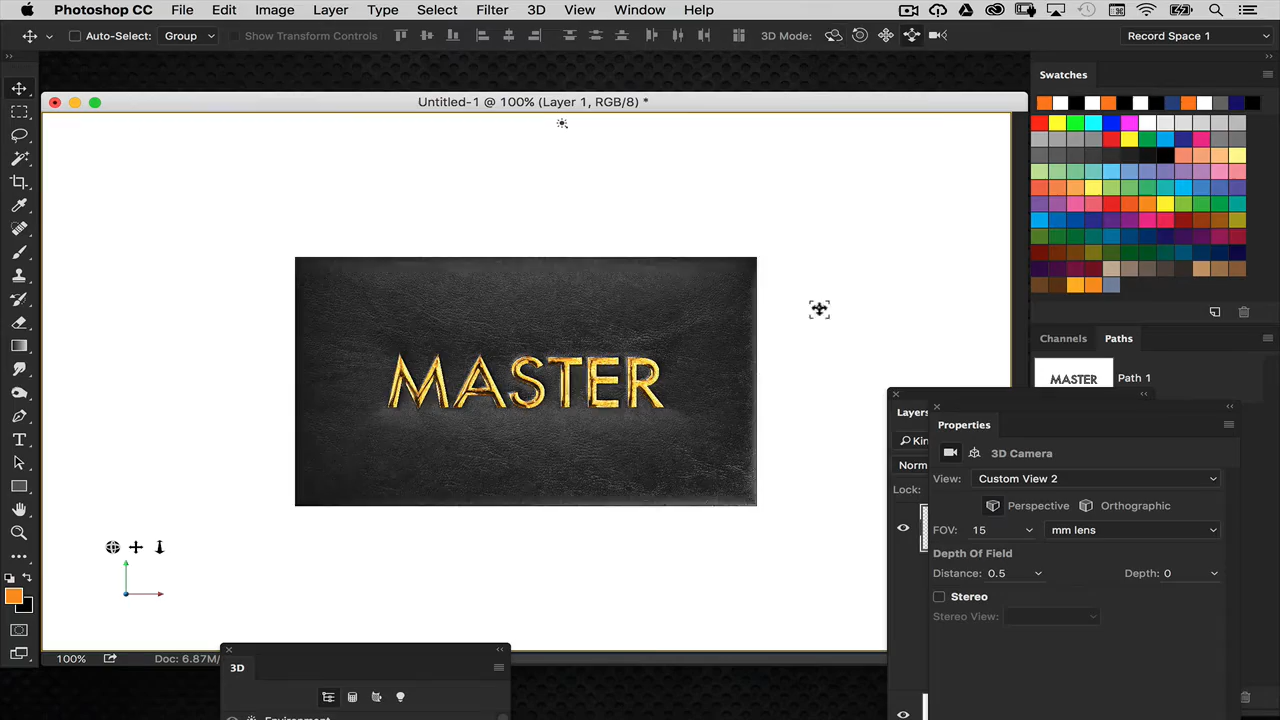 Photoshop CC File Edit Image Layer Type Select Filter 3D View Window Help
Auto-Select: Group Show Transform Controls 3D Mode: Record Space 1
Swatches
Untitled-1 @ 100% (Layer 1, RGB/8) *
MASTER
Channels Paths
MASTER Path 1
Layers
Properties
Kin
3D Camera
Norm
View: Custom View 2
Lock:
Perspective Orthographic
FOV: 15 mm lens
Depth Of Field
Distance: 0.5 Depth: 0
Stereo
Stereo View:
100% Doc: 6.87M/
3D
Environment